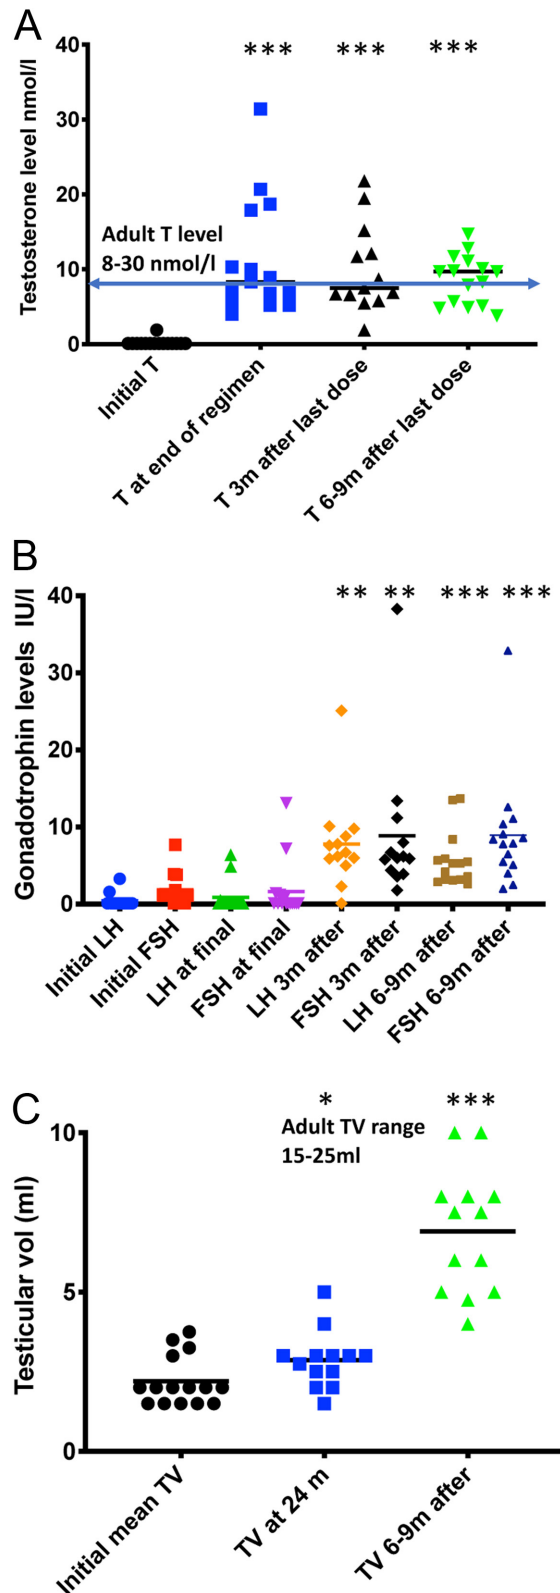 A
Testosterone level nmol/l
40
30
20
10
0
*** *** ***
Adult T level
8-30 nmol/l
Initial T
T at end of regimen
T 3m after last dose
T 6-9m after last dose
B
Gonadotrophin levels IU/l
40
30
20
10
0
** ** *** ***
Initial LH
Initial FSH
LH at final
FSH at final
LH 3m after
FSH 3m after
LH 6-9m after
FSH 6-9m after
C
Testicular vol (ml)
10
5
0
* ***
Adult TV range
15-25ml
Initial mean TV
TV at 24 m
TV 6-9m after